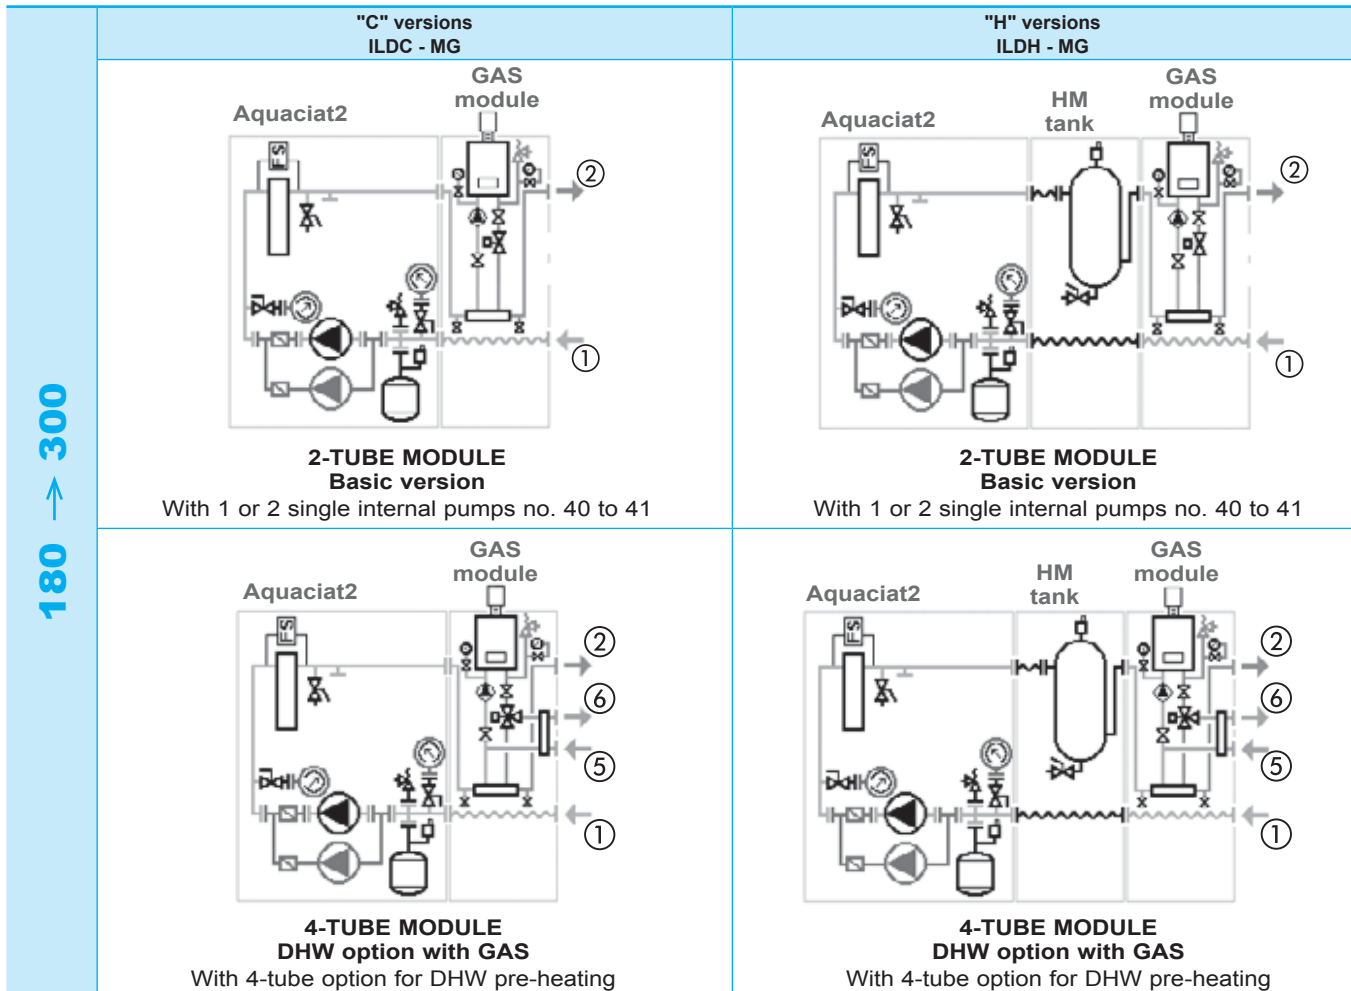 "C" versions
ILDC - MG
"H" versions
ILDH - MG
180 → 300
GAS
module
Aquaciat2
FS
②
①
2-TUBE MODULE
Basic version
With 1 or 2 single internal pumps no. 40 to 41
GAS
module
HM
tank
Aquaciat2
FS
②
①
2-TUBE MODULE
Basic version
With 1 or 2 single internal pumps no. 40 to 41
GAS
module
Aquaciat2
FS
②
⑥
⑤
①
4-TUBE MODULE
DHW option with GAS
With 4-tube option for DHW pre-heating
GAS
module
HM
tank
Aquaciat2
FS
②
⑥
⑤
①
4-TUBE MODULE
DHW option with GAS
With 4-tube option for DHW pre-heating